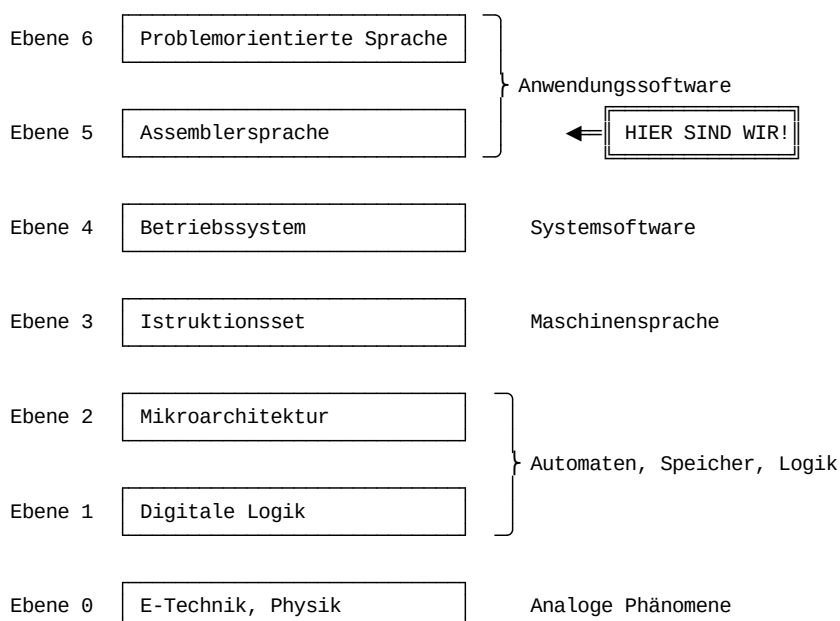 Ebene 6 Problemorientierte Sprache
Anwendungssoftware
Ebene 5 Assemblersprache HIER SIND WIR!
Ebene 4 Betriebssystem Systemsoftware
Ebene 3 Istruktionsset Maschinensprache
Ebene 2 Mikroarchitektur
Automaten, Speicher, Logik
Ebene 1 Digitale Logik
Ebene 0 E-Technik, Physik Analoge Phänomene